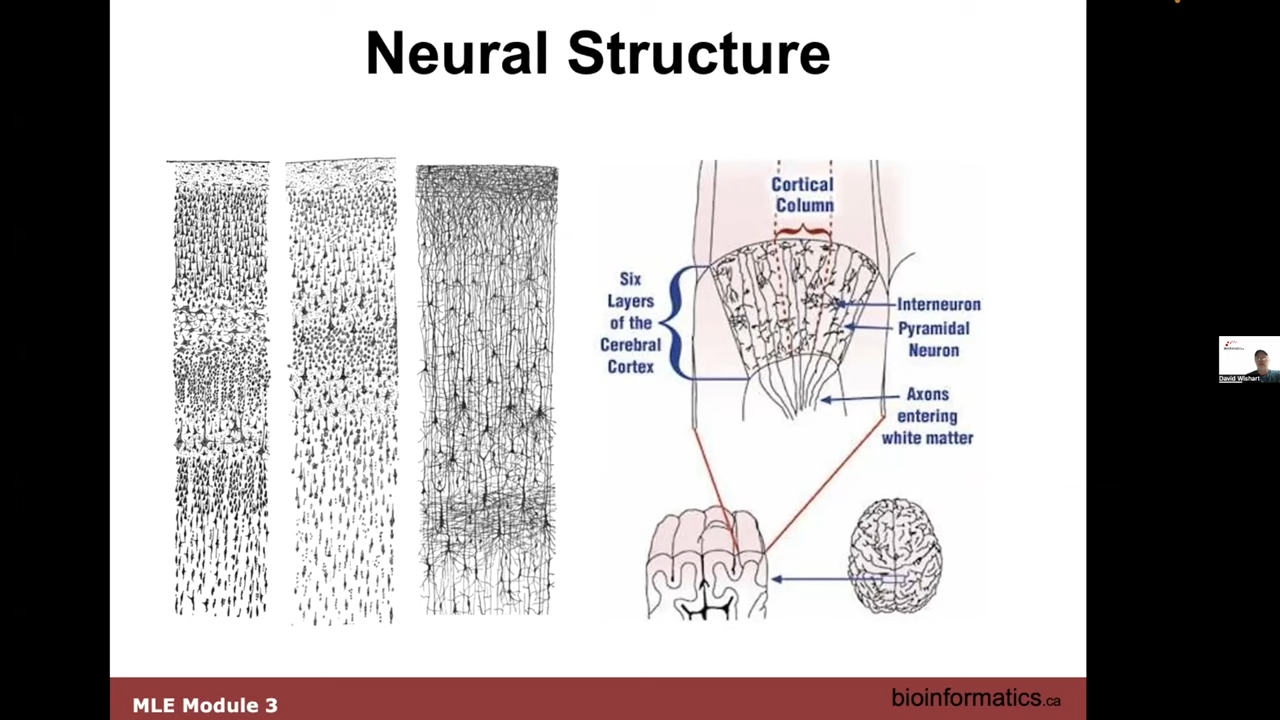 Neural Structure
Cortical
Column
Six
Layers
of the
Cerebral
Cortex
Interneuron
Pyramidal
Neuron
Axons
entering
white matter
David Wishart
MLE Module 3
bioinformatics.ca